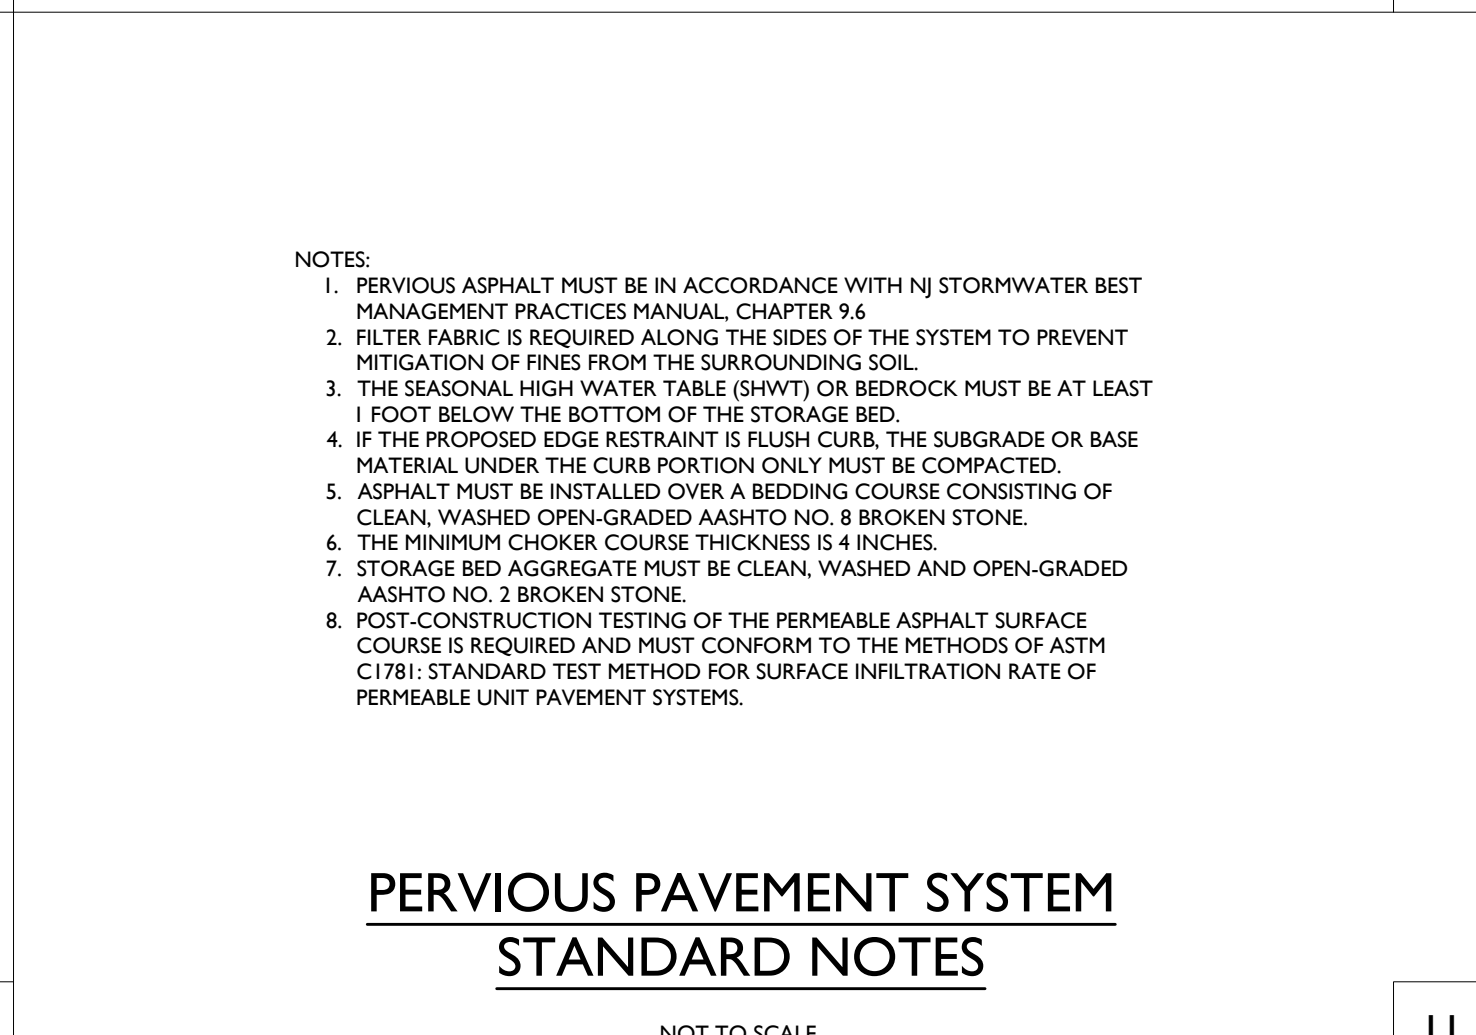 NOTES:
1. PERVIOUS ASPHALT MUST BE IN ACCORDANCE WITH NJ STORMWATER BEST
MANAGEMENT PRACTICES MANUAL, CHAPTER 9.6
2. FILTER FABRIC IS REQUIRED ALONG THE SIDES OF THE SYSTEM TO PREVENT
MITIGATION OF FINES FROM THE SURROUNDING SOIL.
3. THE SEASONAL HIGH WATER TABLE (SHWT) OR BEDROCK MUST BE AT LEAST
1 FOOT BELOW THE BOTTOM OF THE STORAGE BED.
4. IF THE PROPOSED EDGE RESTRAINT IS FLUSH CURB, THE SUBGRADE OR BASE
MATERIAL UNDER THE CURB PORTION ONLY MUST BE COMPACTED.
5. ASPHALT MUST BE INSTALLED OVER A BEDDING COURSE CONSISTING OF
CLEAN, WASHED OPEN-GRADED AASHTO NO. 8 BROKEN STONE.
6. THE MINIMUM CHOKER COURSE THICKNESS IS 4 INCHES.
7. STORAGE BED AGGREGATE MUST BE CLEAN, WASHED AND OPEN-GRADED
AASHTO NO. 2 BROKEN STONE.
8. POST-CONSTRUCTION TESTING OF THE PERMEABLE ASPHALT SURFACE
COURSE IS REQUIRED AND MUST CONFORM TO THE METHODS OF ASTM
C1781: STANDARD TEST METHOD FOR SURFACE INFILTRATION RATE OF
PERMEABLE UNIT PAVEMENT SYSTEMS.
PERVIOUS PAVEMENT SYSTEM
STANDARD NOTES
NOT TO SCALE